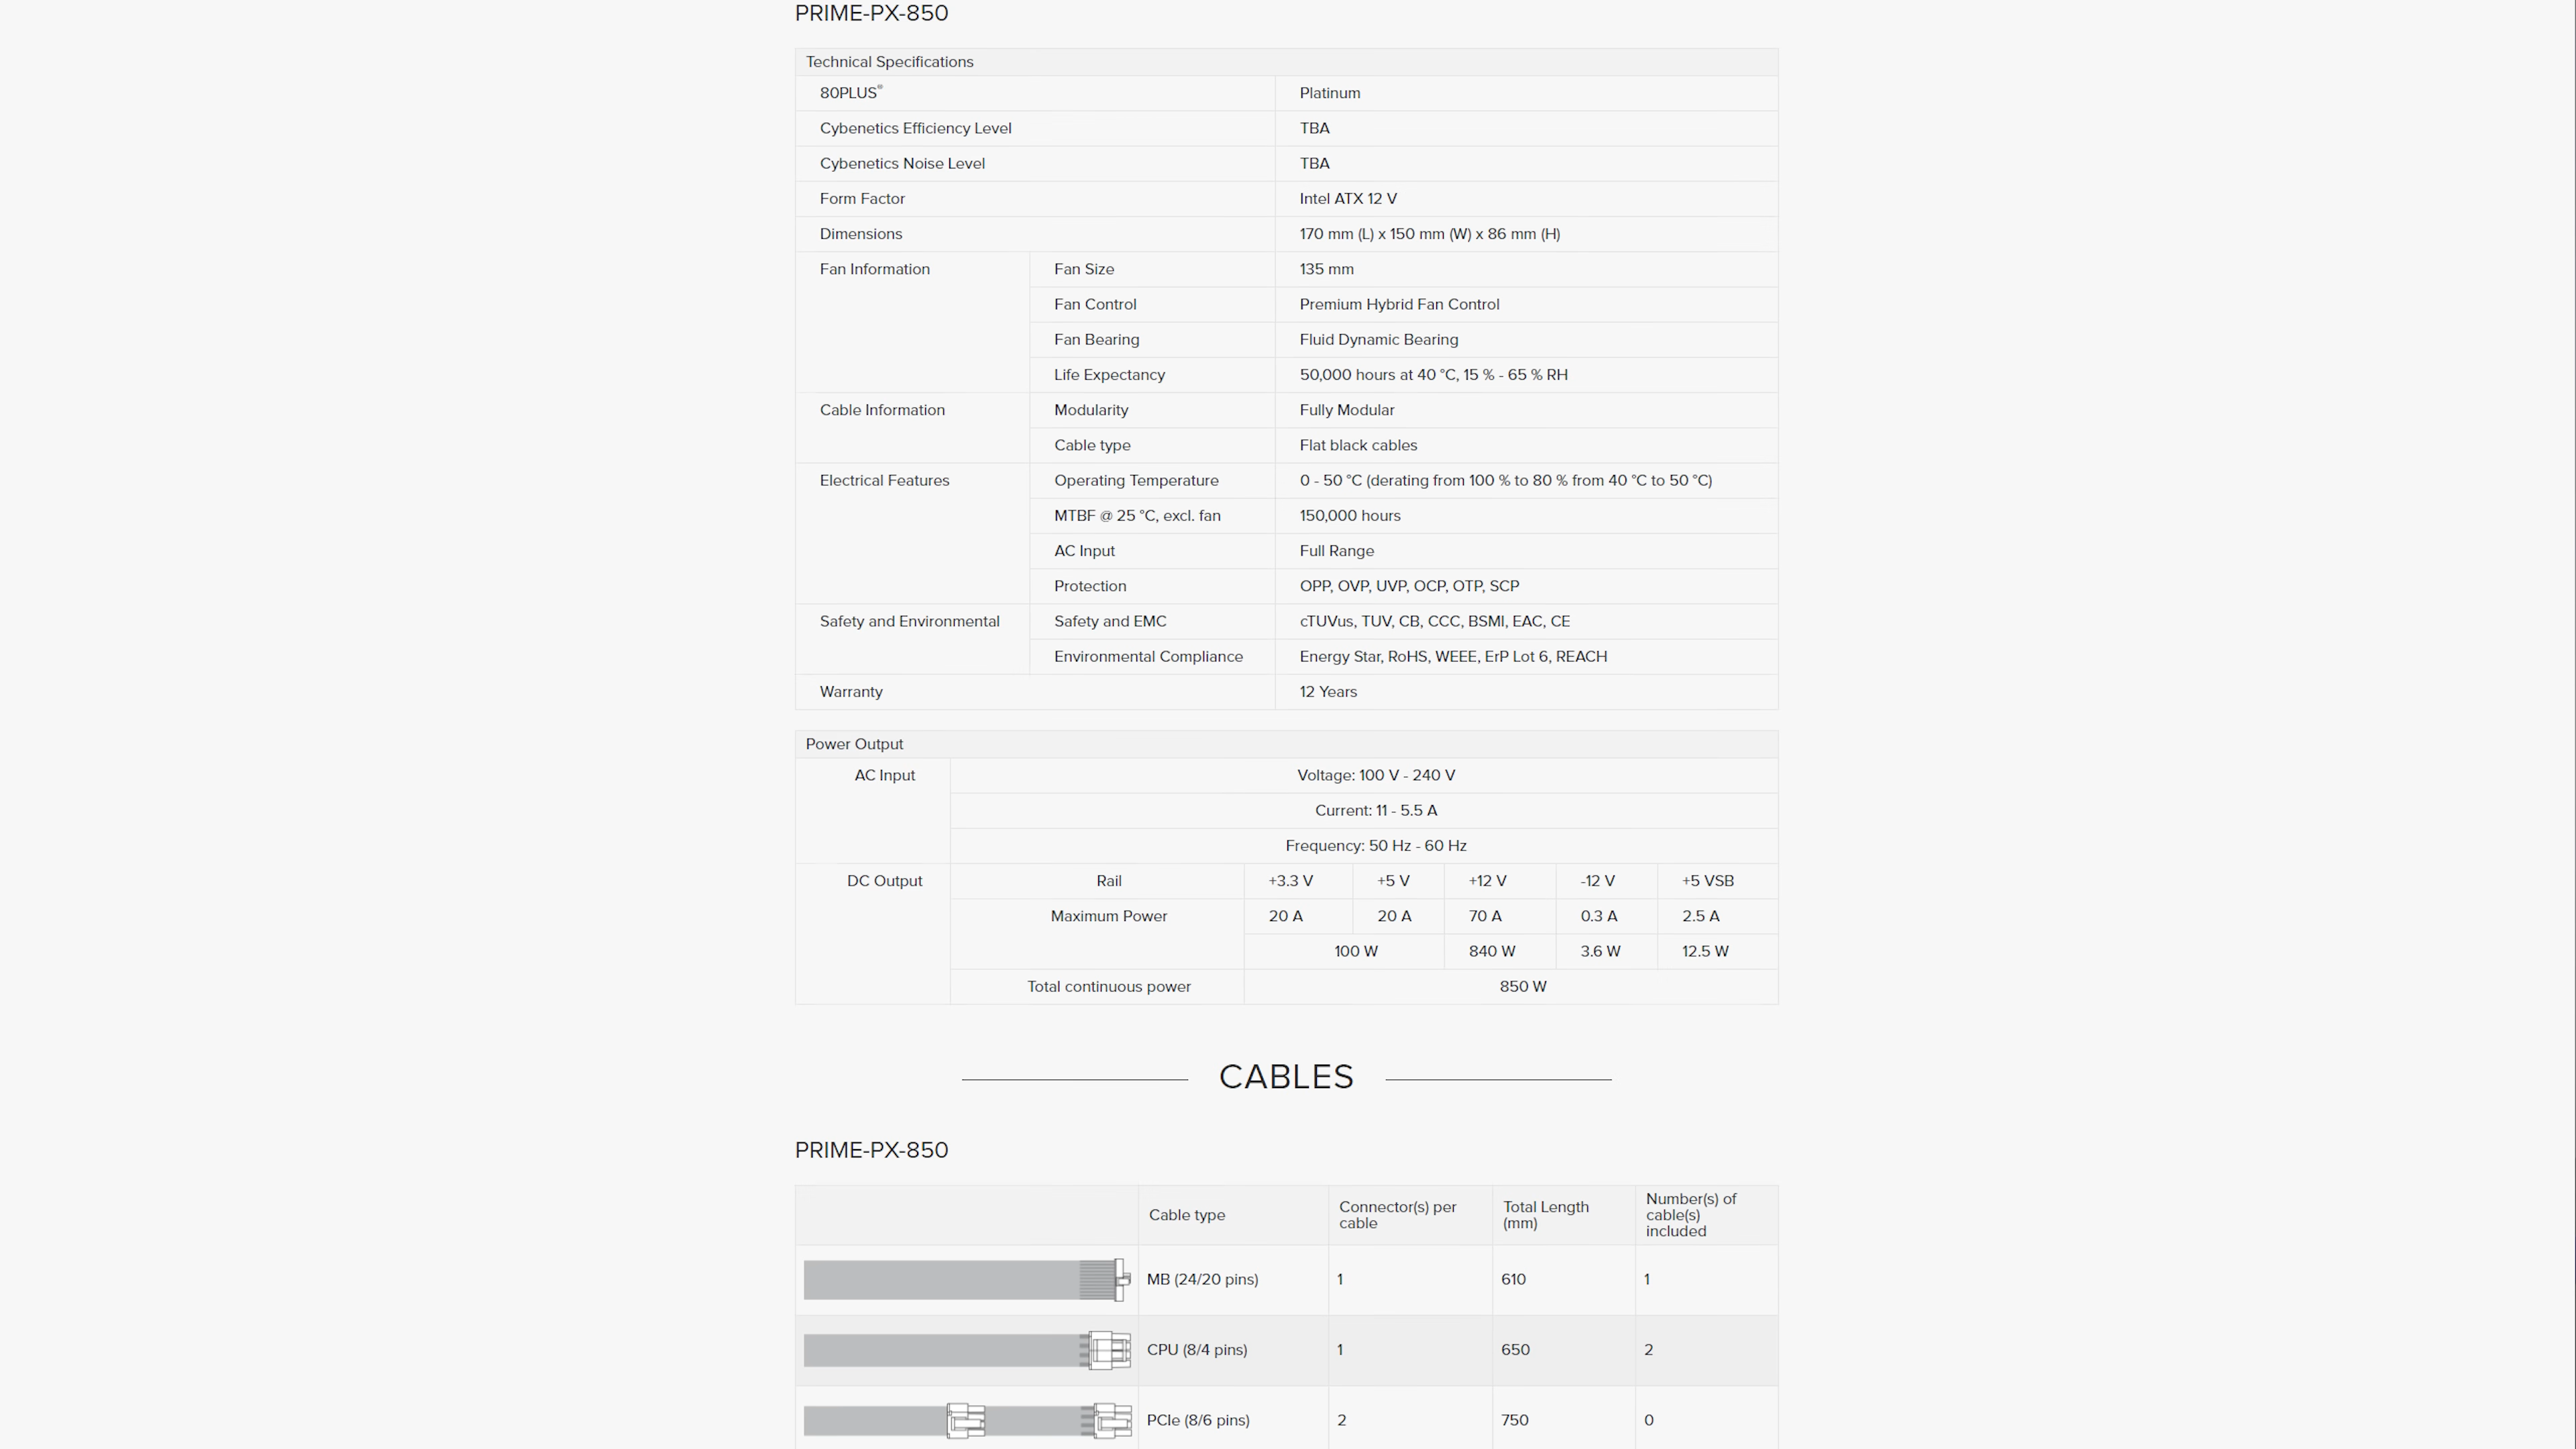 PRIME-PX-850
Technical Specifications
80PLUS® Platinum
Cybenetics Efficiency Level TBA
Cybenetics Noise Level TBA
Form Factor Intel ATX 12 V
Dimensions 170 mm (L) x 150 mm (W) x 86 mm (H)
Fan Information Fan Size 135 mm
Fan Control Premium Hybrid Fan Control
Fan Bearing Fluid Dynamic Bearing
Life Expectancy 50,000 hours at 40 °C, 15 % - 65 % RH
Cable Information Modularity Fully Modular
Cable type Flat black cables
Electrical Features Operating Temperature 0 - 50 °C (derating from 100 % to 80 % from 40 °C to 50 °C)
MTBF @ 25 °C, excl. fan 150,000 hours
AC Input Full Range
Protection OPP, OVP, UVP, OCP, OTP, SCP
Safety and Environmental Safety and EMC cTUVus, TUV, CB, CCC, BSMI, EAC, CE
Environmental Compliance Energy Star, RoHS, WEEE, ErP Lot 6, REACH
Warranty 12 Years
Power Output
AC Input Voltage: 100 V - 240 V
Current: 11 - 5.5 A
Frequency: 50 Hz - 60 Hz
DC Output Rail +3.3 V +5 V +12 V -12 V +5 VSB
Maximum Power 20 A 20 A 70 A 0.3 A 2.5 A
100 W 840 W 3.6 W 12.5 W
Total continuous power 850 W
CABLES
PRIME-PX-850
Cable type Connector(s) per cable Total Length (mm) Number(s) of cable(s) included
MB (24/20 pins) 1 610 1
CPU (8/4 pins) 1 650 2
PCIe (8/6 pins) 2 750 0